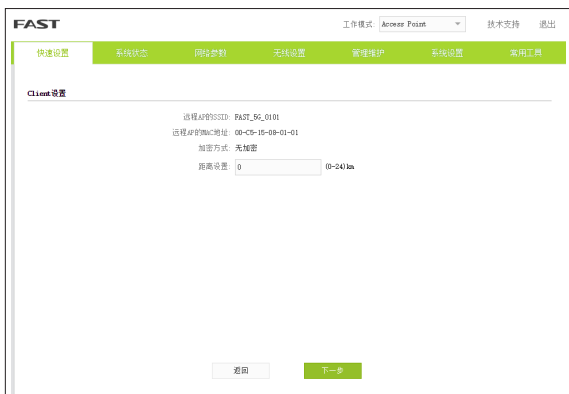 FAST 工作模式: Access Point 技术支持 退出
快速设置 系统状态 网络参数 无线设置 管理维护 系统设置 常用工具
Client设置
远程AP的SSID: FAST_5G_0101
远程AP的MAC地址: 00-C5-15-08-01-01
加密方式: 无加密
距离设置: 0 (0-24)km
返回 下一步